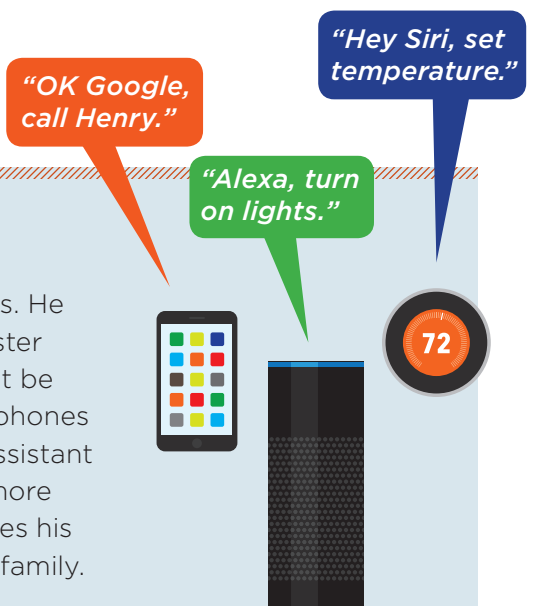 “Hey Siri, set
temperature.”
“OK Google,
call Henry.”
“Alexa, turn
on lights.”
s. He
ster
t be
phones
ssistant
nore
es his
family.
72